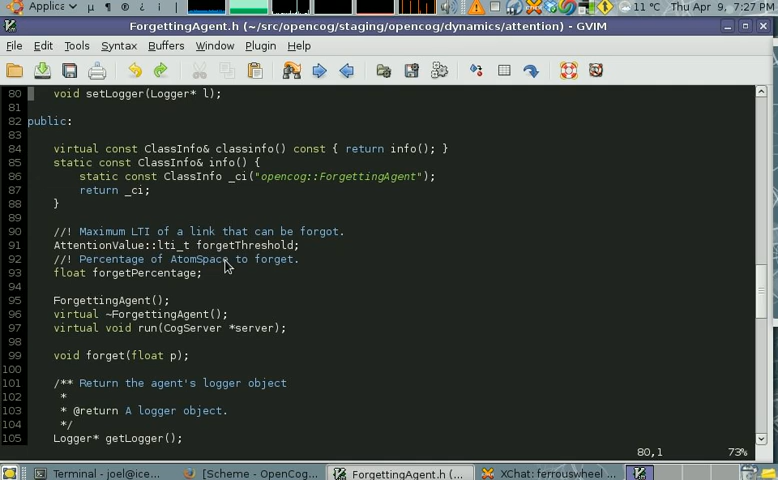 Applica
11 °C Thu Apr 9, 7:27 PM
ForgettingAgent.h (~/src/opencog/staging/opencog/dynamics/attention) - GVIM
File Edit Tools Syntax Buffers Window Plugin Help
80 void setLogger(Logger* l);
81
82 public:
83
84 virtual const ClassInfo& classinfo() const { return info(); }
85 static const ClassInfo& info() {
86 static const ClassInfo _ci("opencog::ForgettingAgent");
87 return _ci;
88 }
89
90 //! Maximum LTI of a link that can be forgot.
91 AttentionValue::lti_t forgetThreshold;
92 //! Percentage of AtomSpace to forget.
93 float forgetPercentage;
94
95 ForgettingAgent();
96 virtual ~ForgettingAgent();
97 virtual void run(CogServer *server);
98
99 void forget(float p);
100
101 /** Return the agent's logger object
102 *
103 * @return A logger object.
104 */
105 Logger* getLogger();
80,1 73%
Terminal - joel@ice... [Scheme - OpenCog... ForgettingAgent.h (... XChat: ferrouswheel ...